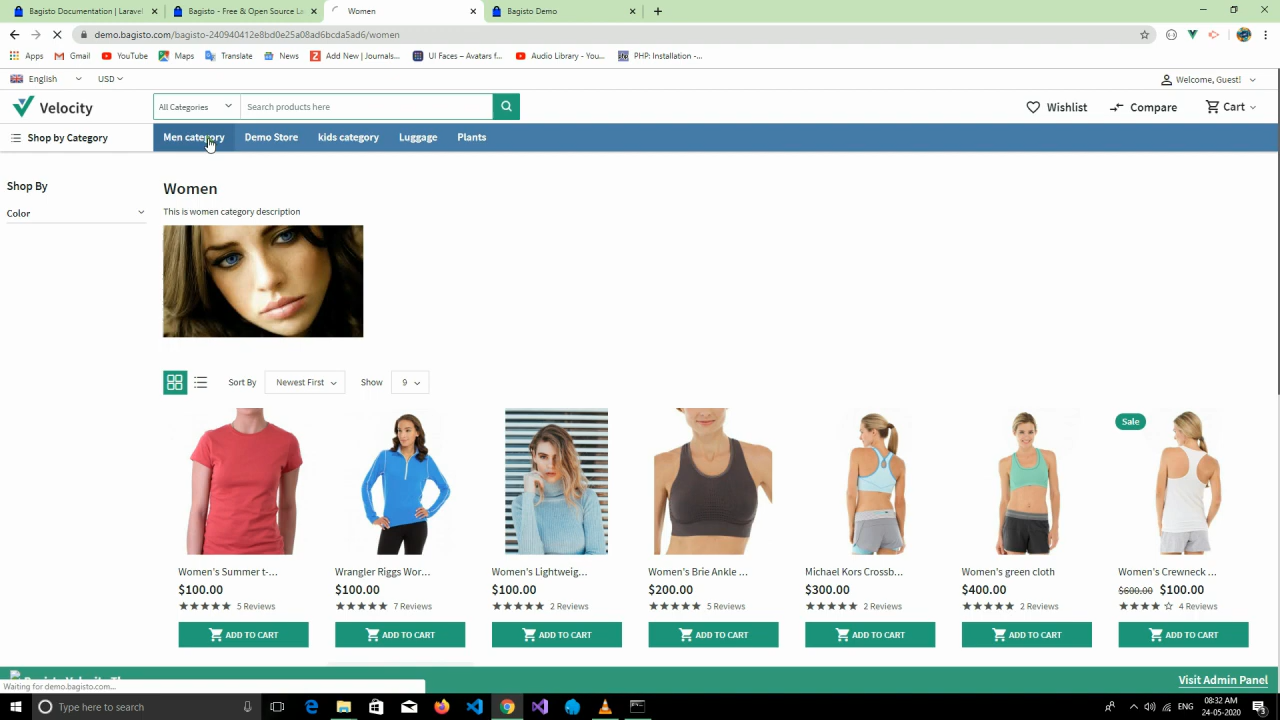 Bagisto Documentation | Laravel
Bagisto - Free & Open Source L
Women
Bagisto Demo
demo.bagisto.com/bagisto-240940412e8bd0e25a08ad6bcda5ad6/women
Apps
Gmail
YouTube
Maps
Translate
News
Add New | Journals...
UI Faces – Avatars f...
Audio Library - You...
PHP: Installation -...
English
USD
Welcome, Guest!
Velocity
All Categories
Search products here
Wishlist
Compare
Cart
Shop by Category
Men category
Demo Store
kids category
Luggage
Plants
Shop By
Color
Women
This is women category description
Sort By
Newest First
Show
9
Sale
Women's Summer t-...
Wrangler Riggs Wor...
Women's Lightweig...
Women's Brie Ankle ...
Michael Kors Crossb...
Women's green cloth
Women's Crewneck ...
$100.00
$100.00
$100.00
$200.00
$300.00
$400.00
$600.00 $100.00
5 Reviews
7 Reviews
2 Reviews
5 Reviews
2 Reviews
2 Reviews
4 Reviews
ADD TO CART
ADD TO CART
ADD TO CART
ADD TO CART
ADD TO CART
ADD TO CART
ADD TO CART
Visit Admin Panel
Waiting for demo.bagisto.com...
Type here to search
ENG
08:32 AM
24-05-2020